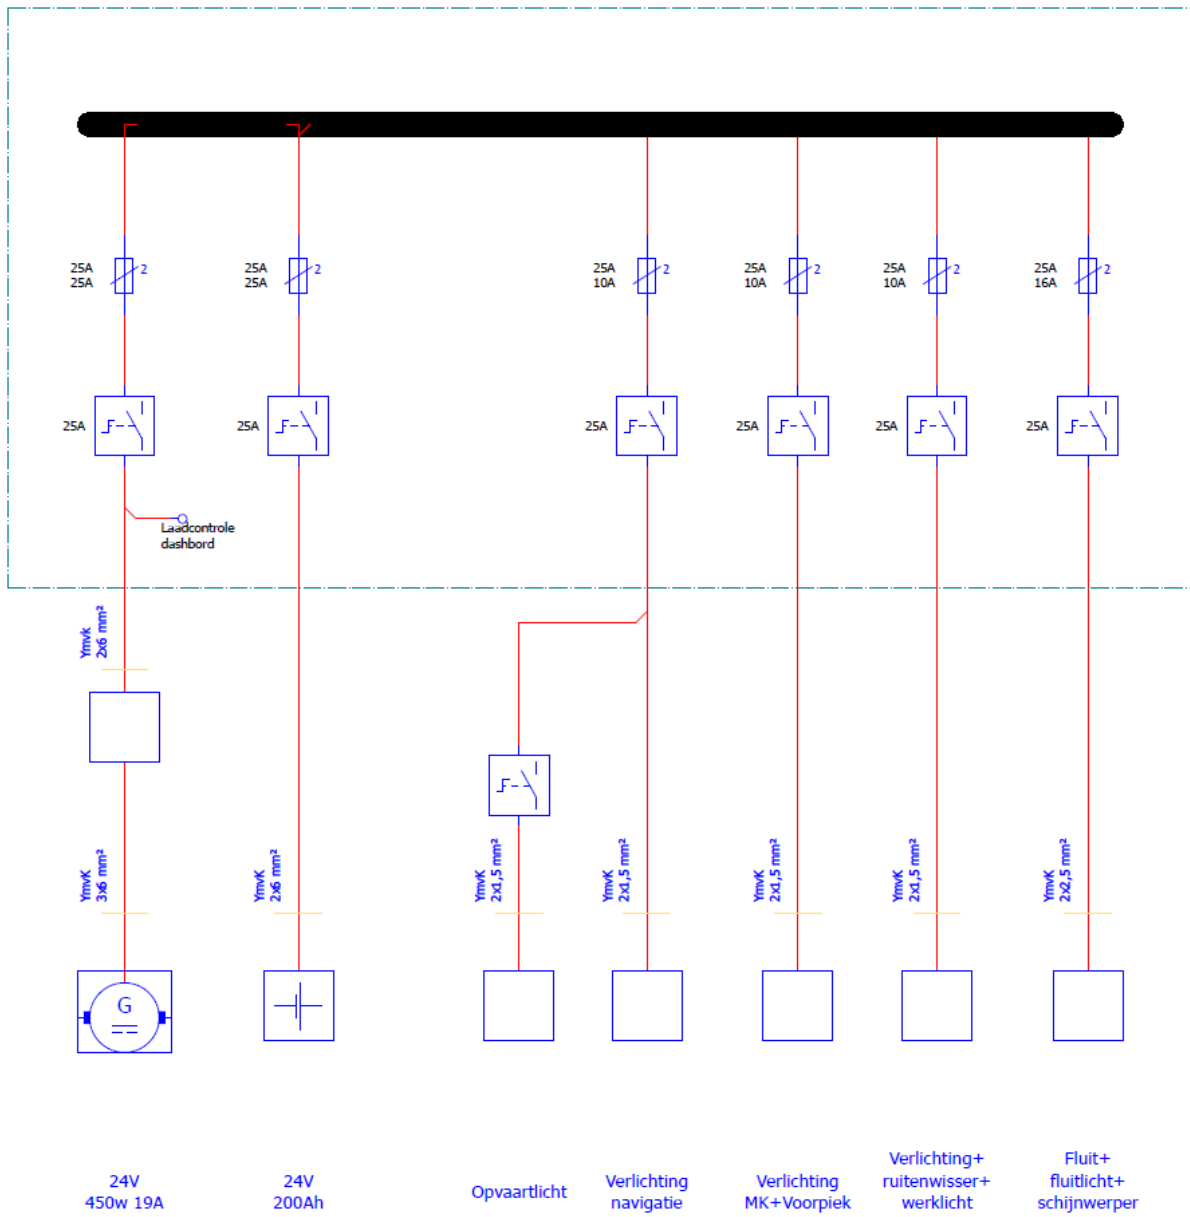 25A
25A
2
25A
25A
2
25A
10A
2
25A
10A
2
25A
10A
2
25A
16A
2
25A
25A
25A
25A
25A
25A
Laadcontrole
dashbord
Ymvk
2x6 mm²
YmvK
3x6 mm²
YmvK
2x6 mm²
YmvK
2x1,5 mm²
YmvK
2x1,5 mm²
YmvK
2x1,5 mm²
YmvK
2x1,5 mm²
YmvK
2x2,5 mm²
G
24V
450w 19A
24V
200Ah
Opvaartlicht
Verlichting
navigatie
Verlichting
MK+Voorpiek
Verlichting+
ruitenwisser+
werklicht
Fluit+
fluitlicht+
schijnwerper